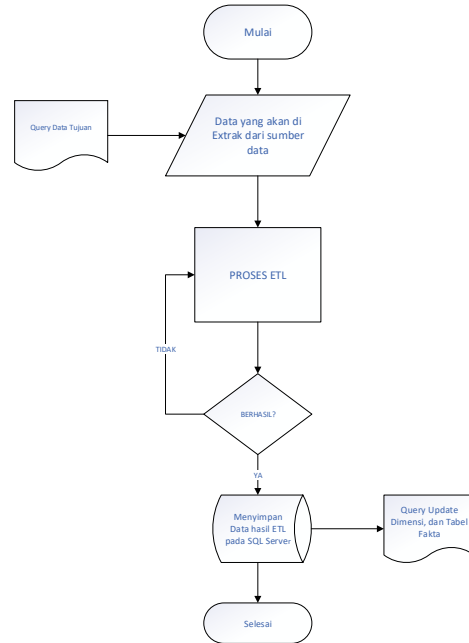 Mulai
Query Data Tujuan
Data yang akan di
Extrak dari sumber
data
PROSES ETL
TIDAK
BERHASIL?
YA
Menyimpan
Data hasil ETL
pada SQL Server
Query Update
Dimensi, dan Tabel
Fakta
Selesai